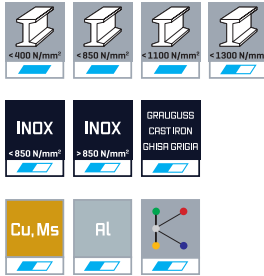 <400 N/mm² <850 N/mm² <1100 N/mm² <1300 N/mm²
INOX INOX GRAUGUSS
CAST IRON
GHISA GRIGIA
<850 N/mm² >850 N/mm²
Cu, Ms Al